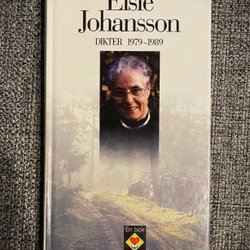 Elsie
Johansson
DIKTER 1979–1989
En bok